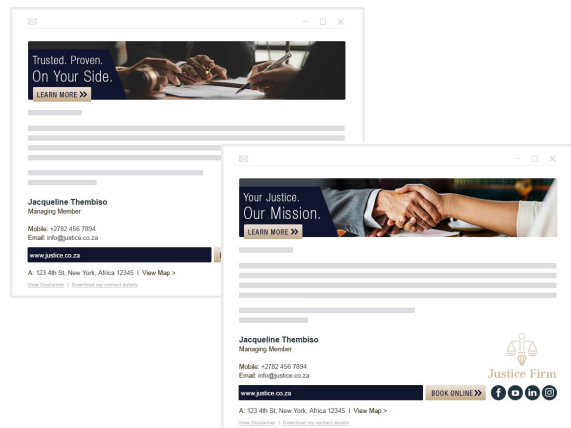 Trusted. Proven.
On Your Side.
LEARN MORE >>
Jacqueline Thembiso
Managing Member
Mobile: +2782 456 7894
Email: info@justice.co.za
www.justice.co.za
A: 123 4th St, New York, Africa 12345 | View Map >
View Disclaimer | Download my contact details
Your Justice.
Our Mission.
LEARN MORE >>
Jacqueline Thembiso
Managing Member
Mobile: +2782 456 7894
Email: info@justice.co.za
Justice Firm
www.justice.co.za
BOOK ONLINE >>
A: 123 4th St, New York, Africa 12345 | View Map >
View Disclaimer | Download my contact details